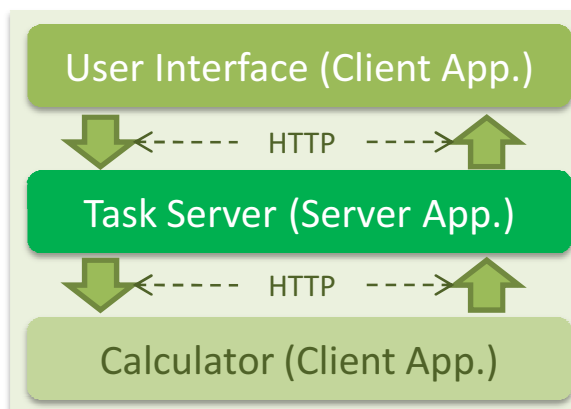 User Interface (Client App.)
HTTP
Task Server (Server App.)
HTTP
Calculator (Client App.)